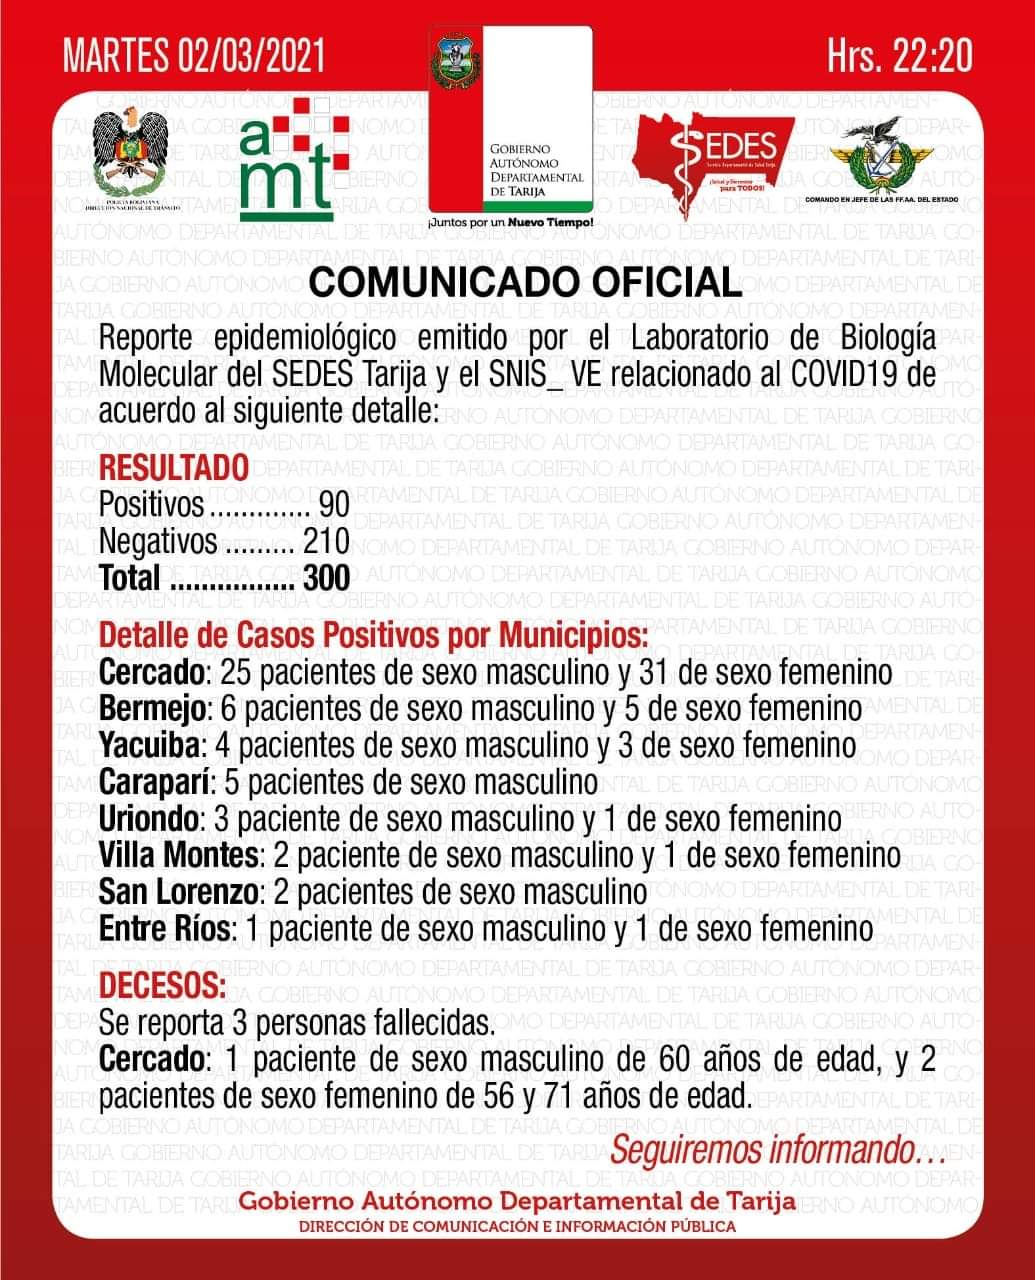 MARTES 02/03/2021
Hrs. 22:20
POLICÍA BOLIVIANA
DIRECCIÓN NACIONAL DE TRÁNSITO
amt
GOBIERNO
AUTÓNOMO
DEPARTAMENTAL
DE TARIJA
¡Juntos por un Nuevo Tiempo!
SEDES
Servicio Departamental de Salud Tarija
para TODOS!
COMANDO EN JEFE DE LAS FF.AA. DEL ESTADO
COMUNICADO OFICIAL
Reporte epidemiológico emitido por el Laboratorio de Biología
Molecular del SEDES Tarija y el SNIS_VE relacionado al COVID19 de
acuerdo al siguiente detalle:
RESULTADO
Positivos ............. 90
Negativos ......... 210
Total ............... 300
Detalle de Casos Positivos por Municipios:
Cercado: 25 pacientes de sexo masculino y 31 de sexo femenino
Bermejo: 6 pacientes de sexo masculino y 5 de sexo femenino
Yacuiba: 4 pacientes de sexo masculino y 3 de sexo femenino
Caraparí: 5 pacientes de sexo masculino
Uriondo: 3 paciente de sexo masculino y 1 de sexo femenino
Villa Montes: 2 paciente de sexo masculino y 1 de sexo femenino
San Lorenzo: 2 pacientes de sexo masculino
Entre Ríos: 1 paciente de sexo masculino y 1 de sexo femenino
DECESOS:
Se reporta 3 personas fallecidas.
Cercado: 1 paciente de sexo masculino de 60 años de edad, y 2
pacientes de sexo femenino de 56 y 71 años de edad.
Seguiremos informando...
Gobierno Autónomo Departamental de Tarija
DIRECCIÓN DE COMUNICACIÓN E INFORMACIÓN PÚBLICA